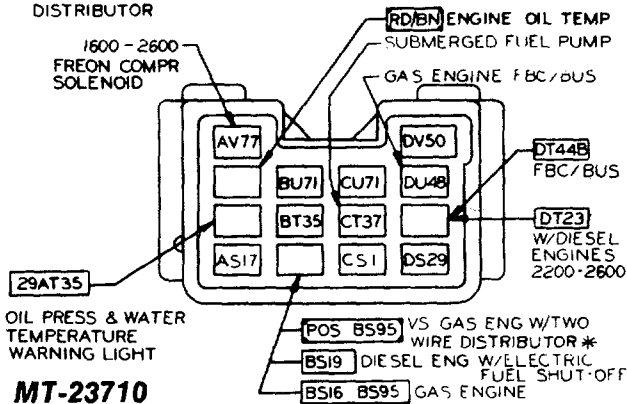 DISTRIBUTOR
RD/BN ENGINE OIL TEMP
1600-2600
SUBMERGED FUEL PUMP
FREON COMPR
SOLENOID
GAS ENGINE FBC/BUS
AV77
DV50
DT44B
FBC/BUS
BU71
CU71
DU48
BT35
CT37
DT23
W/DIESEL
ENGINES
2200-2600
AS17
CS1
DS29
29AT35
OIL PRESS & WATER
TEMPERATURE
WARNING LIGHT
POS BS95 VS GAS ENG W/TWO
WIRE DISTRIBUTOR *
BS19 DIESEL ENG W/ELECTRIC
FUEL SHUT-OFF
BS16 BS95 GAS ENGINE
MT-23710